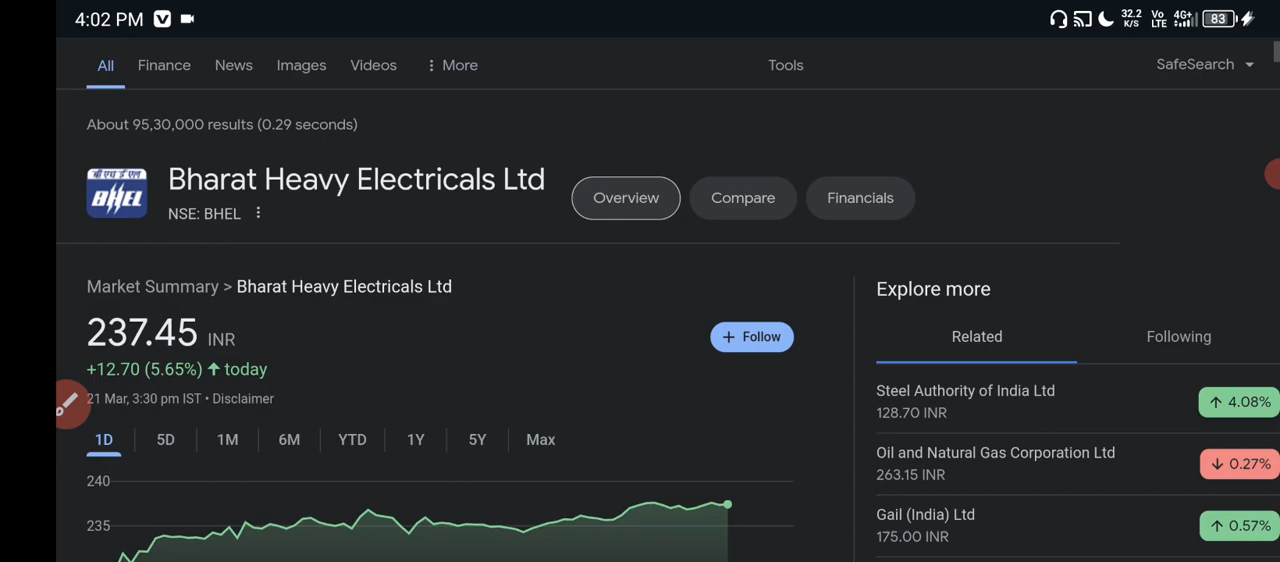 4:02 PM
32.2 K/S
Vo LTE
4G+
83
All Finance News Images Videos More Tools SafeSearch
About 95,30,000 results (0.29 seconds)
बी एच ई एल
BHEL
Bharat Heavy Electricals Ltd
NSE: BHEL
Overview Compare Financials
Market Summary > Bharat Heavy Electricals Ltd
237.45 INR
+12.70 (5.65%) ↑ today
21 Mar, 3:30 pm IST • Disclaimer
+ Follow
1D 5D 1M 6M YTD 1Y 5Y Max
240
235
Explore more
Related Following
Steel Authority of India Ltd
128.70 INR
↑ 4.08%
Oil and Natural Gas Corporation Ltd
263.15 INR
↓ 0.27%
Gail (India) Ltd
175.00 INR
↑ 0.57%